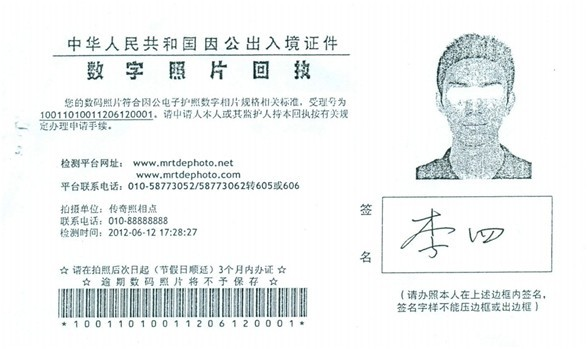 中华人民共和国因公出入境证件
数字照片回执
您的数码照片符合因公电子护照数字相片规格相关标准，受理号为
10011010011206120001。请申请人本人或其监护人持本回执按有关规
定办理申请手续。
检测平台网址： www.mrtdephoto.net
www.mrtdephoto.com
平台联系电话：010-58773052/58773062转605或606
拍摄单位：传奇照相点
联系电话：010-88888888
检测时间：2012-06-12 17:28:27
☆ 请在拍照后次日起（节假日顺延）3个月内办证 ☆
☆ 逾期数码照片将不予保存 ☆
*10011010011206120001*
签
名
李四
（请办照本人在上述边框内签名，
签名字样不能压边框或出边框）